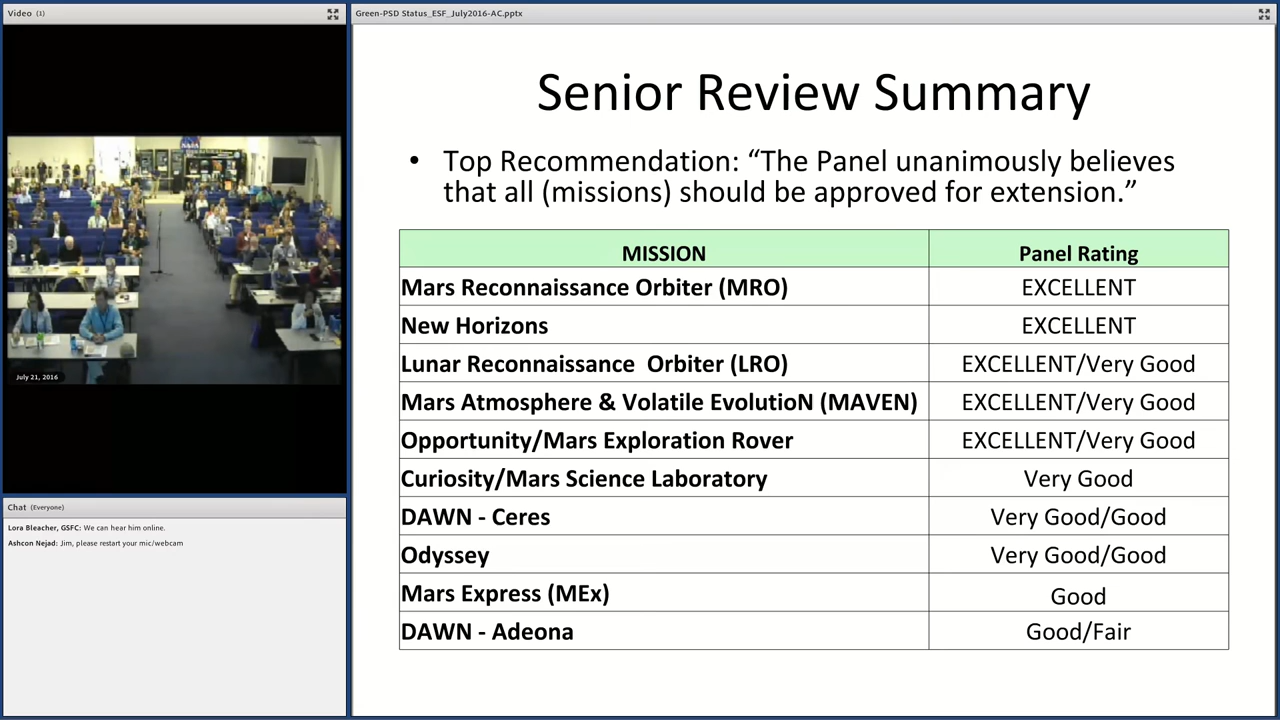 Video (1)
NASA
July 21, 2016
Chat (Everyone)
Lora Bleacher, GSFC: We can hear him online.
Ashcon Nejad: Jim, please restart your mic/webcam
Green-PSD Status_ESF_July2016-AC.pptx
Senior Review Summary
• Top Recommendation: “The Panel unanimously believes
that all (missions) should be approved for extension.”
MISSION Panel Rating
Mars Reconnaissance Orbiter (MRO) EXCELLENT
New Horizons EXCELLENT
Lunar Reconnaissance Orbiter (LRO) EXCELLENT/Very Good
Mars Atmosphere & Volatile EvolutioN (MAVEN) EXCELLENT/Very Good
Opportunity/Mars Exploration Rover EXCELLENT/Very Good
Curiosity/Mars Science Laboratory Very Good
DAWN - Ceres Very Good/Good
Odyssey Very Good/Good
Mars Express (MEx) Good
DAWN - Adeona Good/Fair